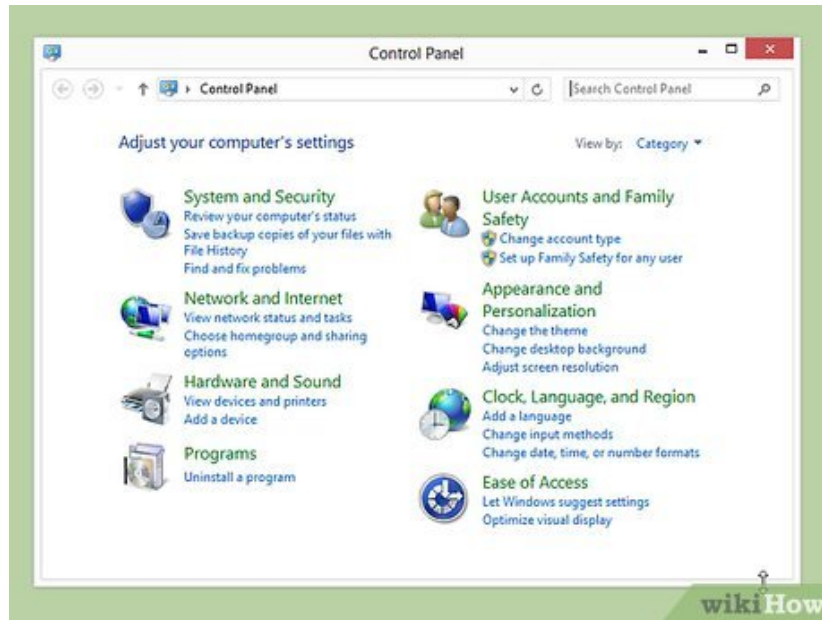 Control Panel
Control Panel
Search Control Panel
Adjust your computer's settings
View by: Category
System and Security
Review your computer's status
Save backup copies of your files with
File History
Find and fix problems
Network and Internet
View network status and tasks
Choose homegroup and sharing
options
Hardware and Sound
View devices and printers
Add a device
Programs
Uninstall a program
User Accounts and Family
Safety
Change account type
Set up Family Safety for any user
Appearance and
Personalization
Change the theme
Change desktop background
Adjust screen resolution
Clock, Language, and Region
Add a language
Change input methods
Change date, time, or number formats
Ease of Access
Let Windows suggest settings
Optimize visual display
wikiHow